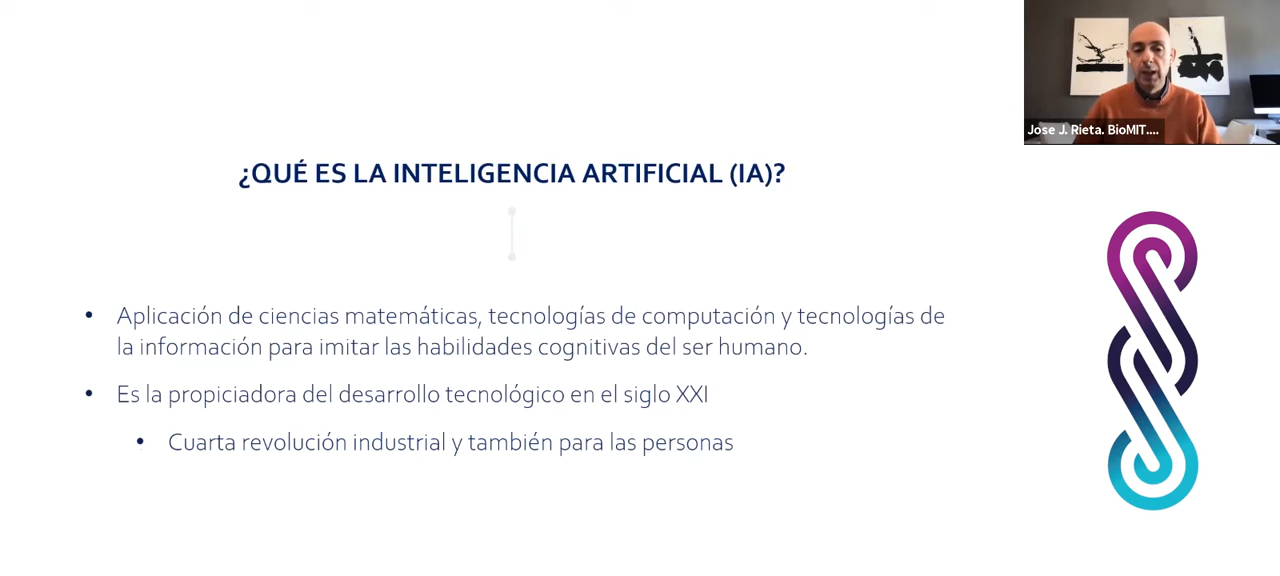 Jose J. Rieta. BioMIT....
¿QUÉ ES LA INTELIGENCIA ARTIFICIAL (IA)?
• Aplicación de ciencias matemáticas, tecnologías de computación y tecnologías de
la información para imitar las habilidades cognitivas del ser humano.
• Es la propiciadora del desarrollo tecnológico en el siglo XXI
• Cuarta revolución industrial y también para las personas